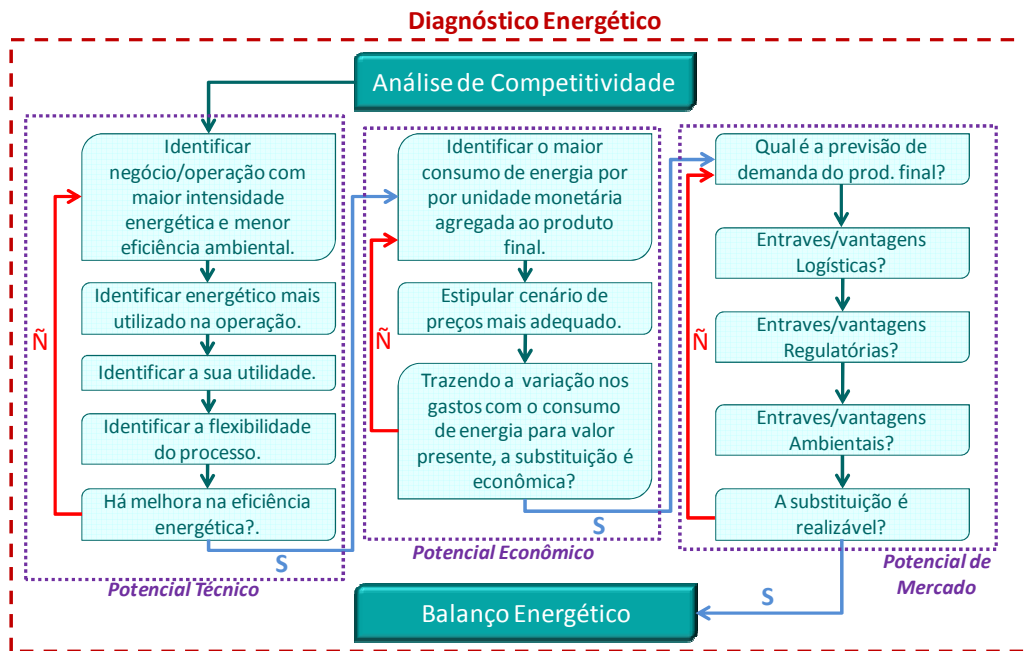 Diagnóstico Energético
Análise de Competitividade
Identificar
negócio/operação com
maior intensidade
energética e menor
eficiência ambiental.
Identificar energético mais
utilizado na operação.
Identificar a sua utilidade.
Identificar a flexibilidade
do processo.
Há melhora na eficiência
energética?.
Ñ
S
Potencial Técnico
Identificar o maior
consumo de energia por
por unidade monetária
agregada ao produto
final.
Estipular cenário de
preços mais adequado.
Trazendo a variação nos
gastos com o consumo
de energia para valor
presente, a substituição é
econômica?
Ñ
S
Potencial Econômico
Qual é a previsão de
demanda do prod. final?
Entraves/vantagens
Logísticas?
Entraves/vantagens
Regulatórias?
Entraves/vantagens
Ambientais?
A substituição é
realizável?
Ñ
S
Potencial de
Mercado
Balanço Energético